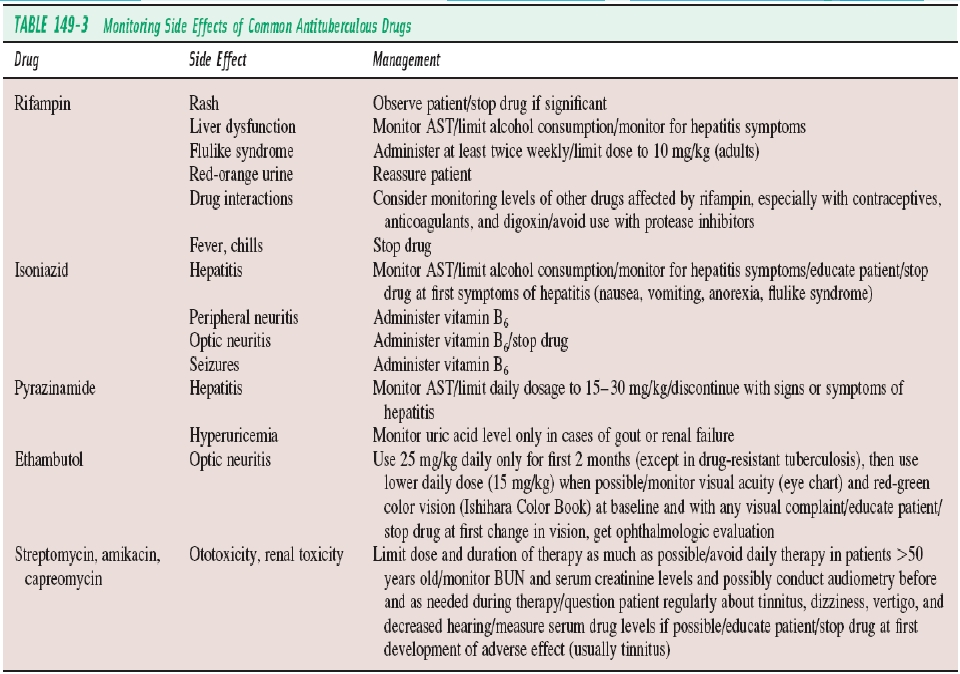 TABLE 149-3 Monitoring Side Effects of Common Antituberculous Drugs
Drug Side Effect Management
Rifampin Rash Observe patient/stop drug if significant
Liver dysfunction Monitor AST/limit alcohol consumption/monitor for hepatitis symptoms
Flulike syndrome Administer at least twice weekly/limit dose to 10 mg/kg (adults)
Red-orange urine Reassure patient
Drug interactions Consider monitoring levels of other drugs affected by rifampin, especially with contraceptives,
anticoagulants, and digoxin/avoid use with protease inhibitors
Fever, chills Stop drug
Isoniazid Hepatitis Monitor AST/limit alcohol consumption/monitor for hepatitis symptoms/educate patient/stop
drug at first symptoms of hepatitis (nausea, vomiting, anorexia, flulike syndrome)
Peripheral neuritis Administer vitamin B6
Optic neuritis Administer vitamin B6/stop drug
Seizures Administer vitamin B6
Pyrazinamide Hepatitis Monitor AST/limit daily dosage to 15–30 mg/kg/discontinue with signs or symptoms of
hepatitis
Hyperuricemia Monitor uric acid level only in cases of gout or renal failure
Ethambutol Optic neuritis Use 25 mg/kg daily only for first 2 months (except in drug-resistant tuberculosis), then use
lower daily dose (15 mg/kg) when possible/monitor visual acuity (eye chart) and red-green
color vision (Ishihara Color Book) at baseline and with any visual complaint/educate patient/
stop drug at first change in vision, get ophthalmologic evaluation
Streptomycin, amikacin, Ototoxicity, renal toxicity Limit dose and duration of therapy as much as possible/avoid daily therapy in patients >50
capreomycin years old/monitor BUN and serum creatinine levels and possibly conduct audiometry before
and as needed during therapy/question patient regularly about tinnitus, dizziness, vertigo, and
decreased hearing/measure serum drug levels if possible/educate patient/stop drug at first
development of adverse effect (usually tinnitus)